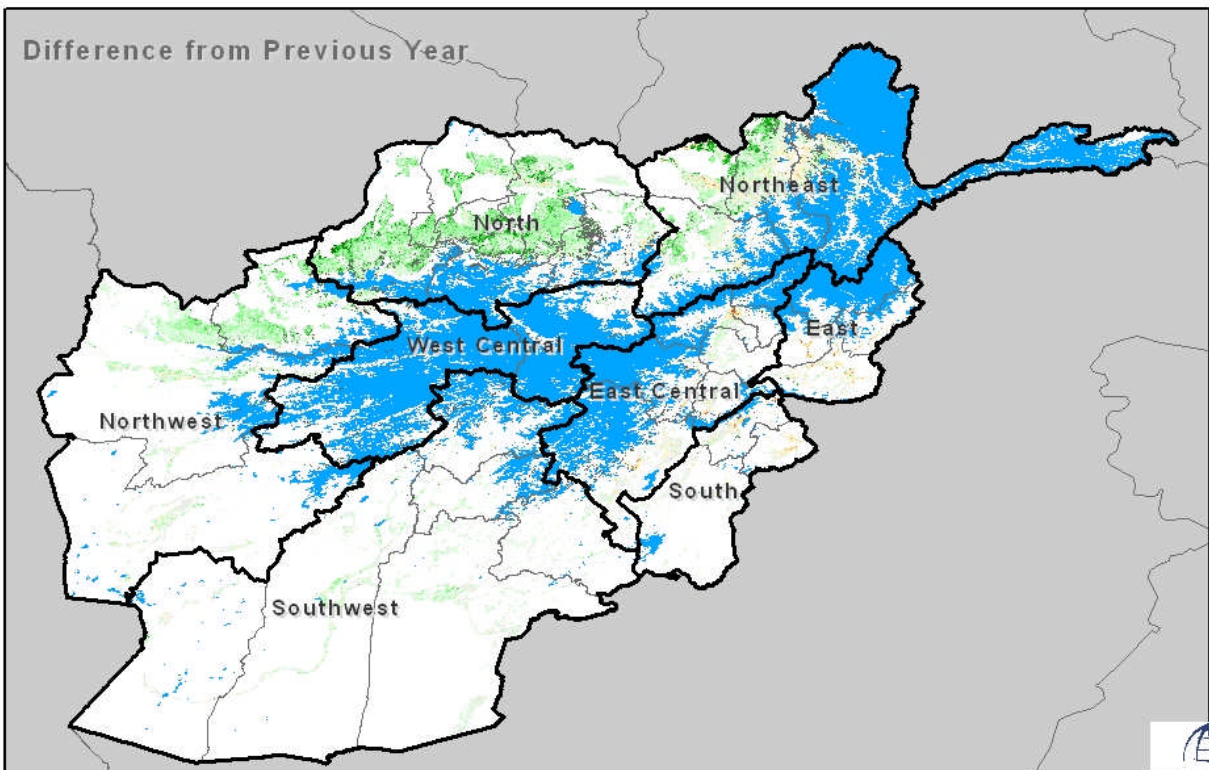 Difference from Previous Year
Northeast
North
East
West Central
East Central
Northwest
South
Southwest